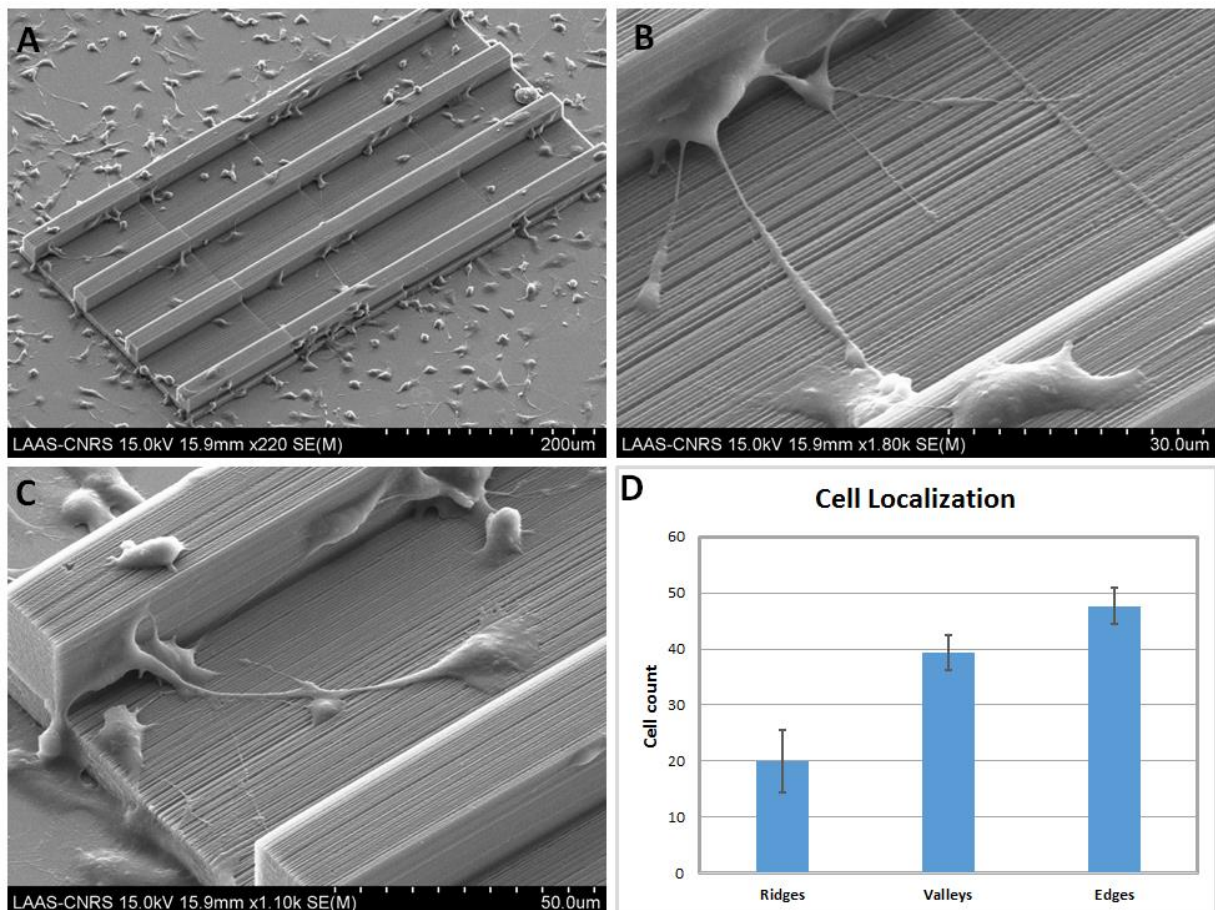 A
LAAS-CNRS 15.0kV 15.9mm x220 SE(M)
200um
B
LAAS-CNRS 15.0kV 15.9mm x1.80k SE(M)
30.0um
C
LAAS-CNRS 15.0kV 15.9mm x1.10k SE(M)
50.0um
D
Cell Localization
Cell count
60
50
40
30
20
10
0
Ridges
Valleys
Edges